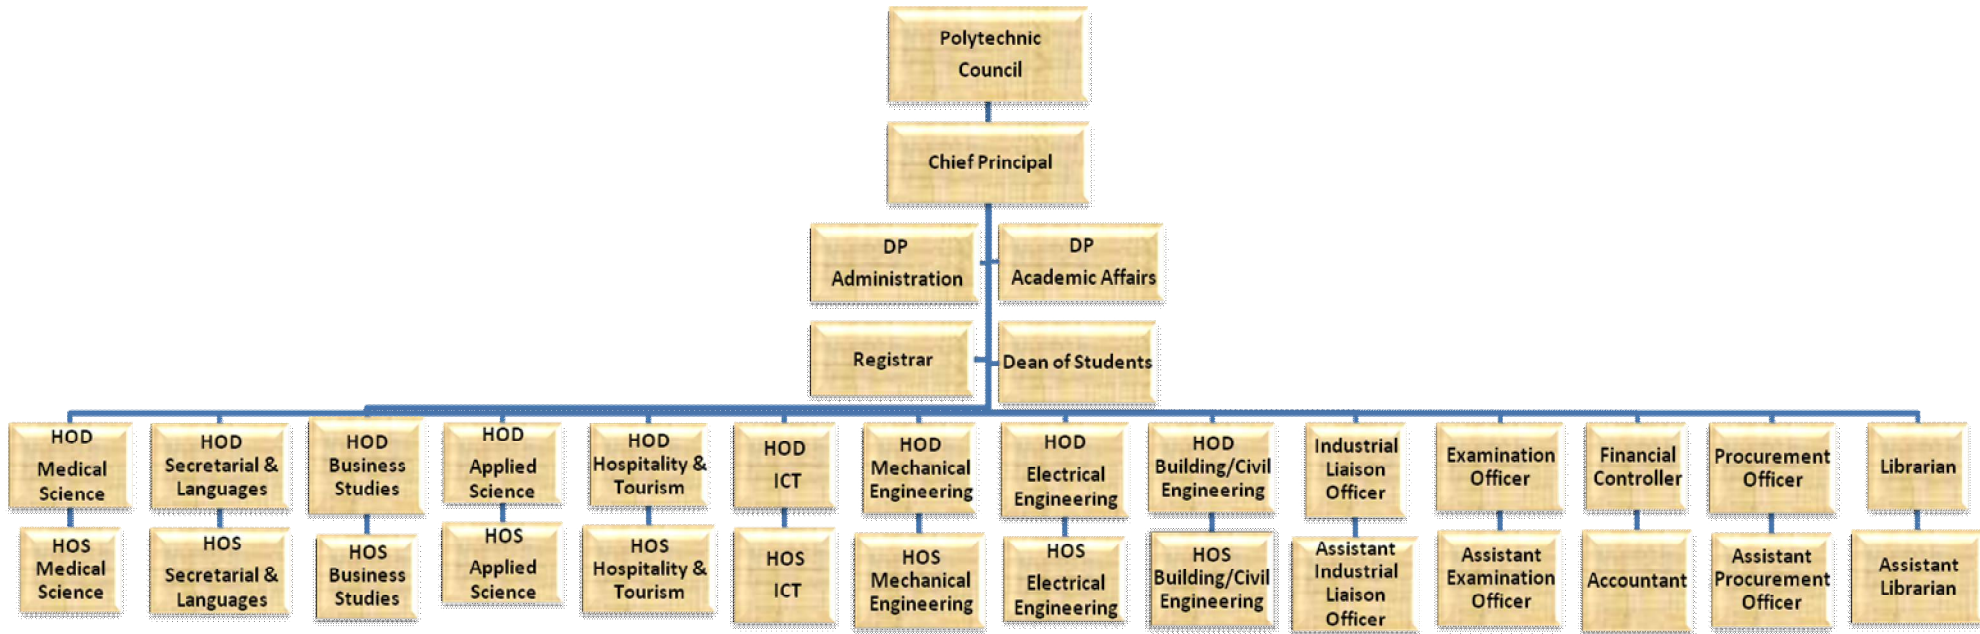 Polytechnic
Council
Chief Principal
DP
Administration
DP
Academic Affairs
Registrar
Dean of Students
HOD
Medical
Science
HOD
Secretarial &
Languages
HOD
Business
Studies
HOD
Applied
Science
HOD
Hospitality &
Tourism
HOD
ICT
HOD
Mechanical
Engineering
HOD
Electrical
Engineering
HOD
Building/Civil
Engineering
Industrial
Liaison
Officer
Examination
Officer
Financial
Controller
Procurement
Officer
Librarian
HOS
Medical
Science
HOS
Secretarial &
Languages
HOS
Business
Studies
HOS
Applied
Science
HOS
Hospitality &
Tourism
HOS
ICT
HOS
Mechanical
Engineering
HOS
Electrical
Engineering
HOS
Building/Civil
Engineering
Assistant
Industrial
Liaison
Officer
Assistant
Examination
Officer
Accountant
Assistant
Procurement
Officer
Assistant
Librarian